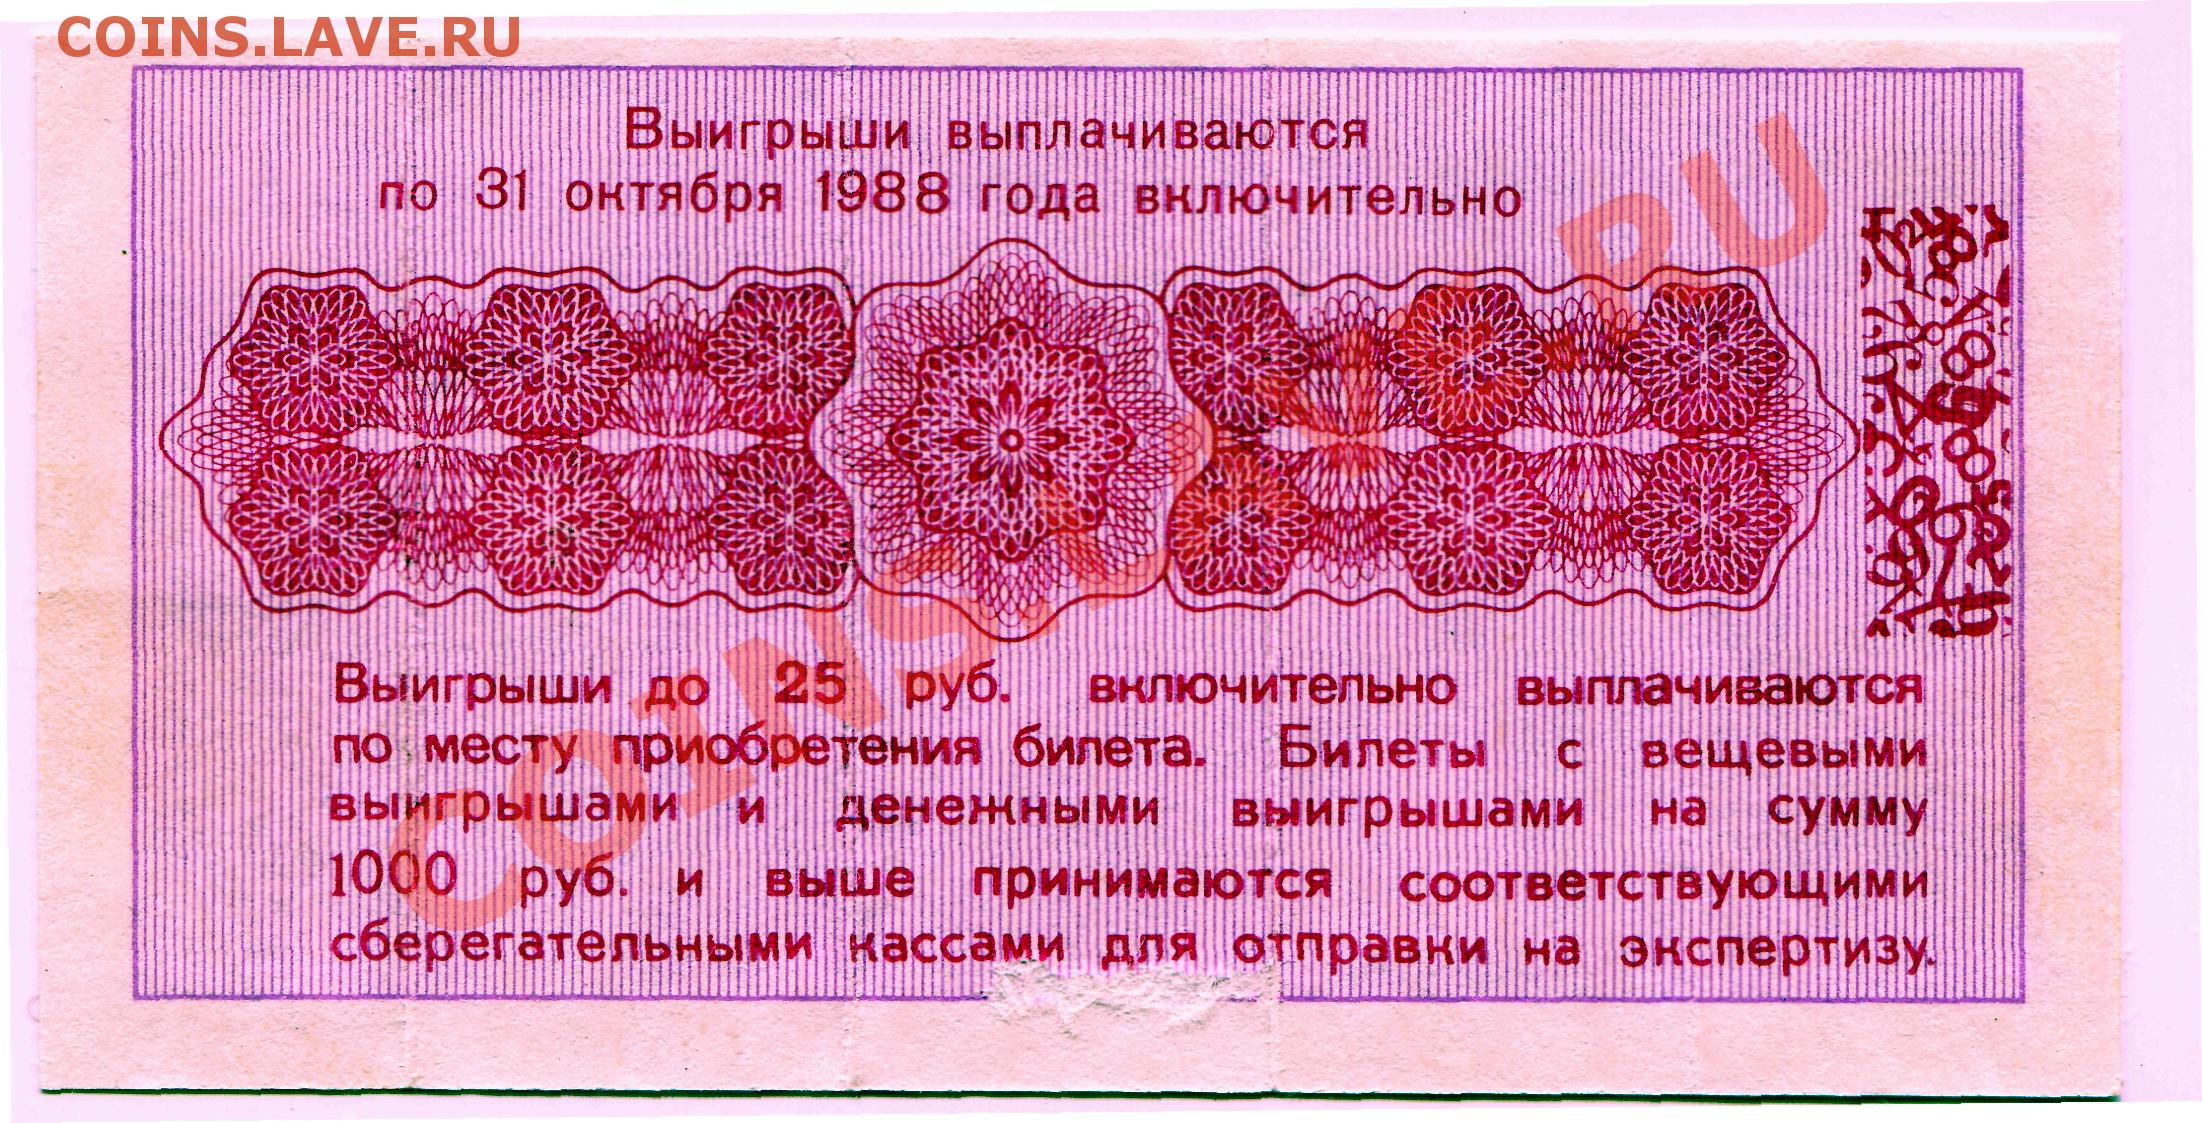 COINS.LAVE.RU
Выигрыши выплачиваются
по 31 октября 1988 года включительно
Выигрыши до 25 руб. включительно выплачиваются
по месту приобретения билета. Билеты с вещевыми
выигрышами и денежными выигрышами на сумму
1000 руб. и выше принимаются соответствующими
сберегательными кассами для отправки на экспертизу.